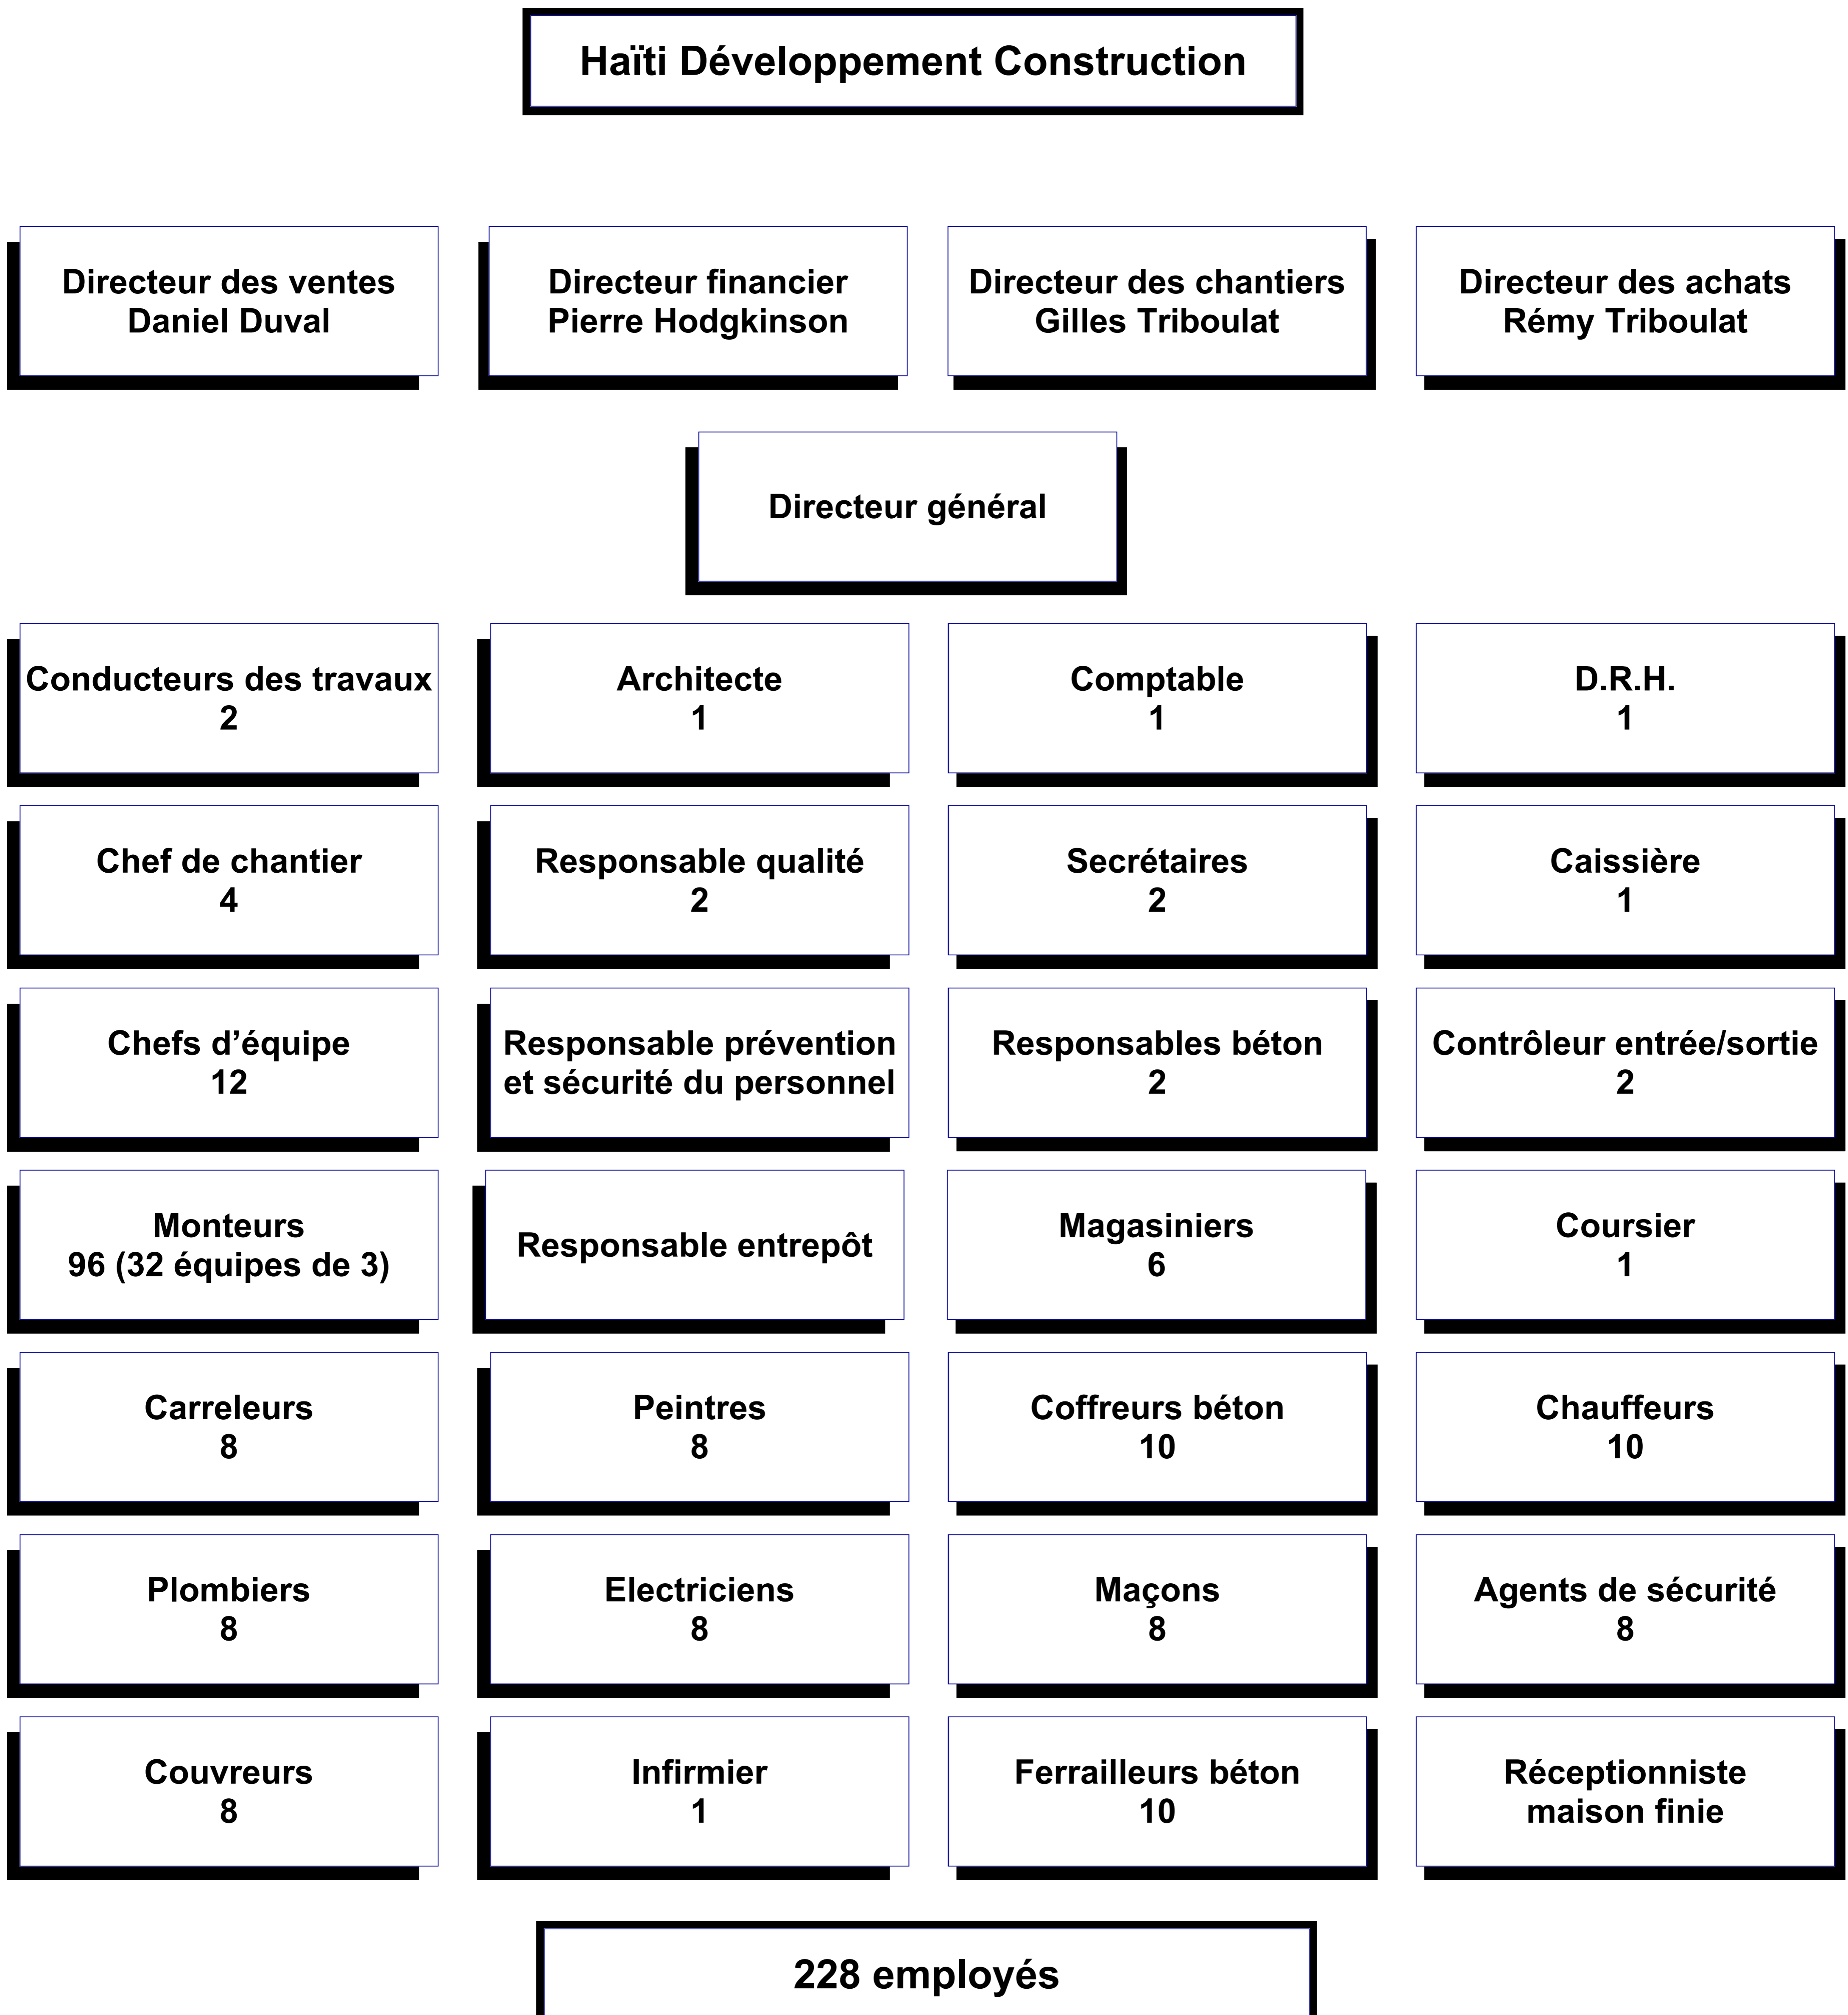 Haïti Développement Construction
Directeur des ventes
Daniel Duval
Directeur financier
Pierre Hodgkinson
Directeur des chantiers
Gilles Triboulat
Directeur des achats
Rémy Triboulat
Directeur général
Conducteurs des travaux
2
Architecte
1
Comptable
1
D.R.H.
1
Chef de chantier
4
Responsable qualité
2
Secrétaires
2
Caissière
1
Chefs d’équipe
12
Responsable prévention
et sécurité du personnel
Responsables béton
2
Contrôleur entrée/sortie
2
Monteurs
96 (32 équipes de 3)
Responsable entrepôt
Magasiniers
6
Coursier
1
Carreleurs
8
Peintres
8
Coffreurs béton
10
Chauffeurs
10
Plombiers
8
Electriciens
8
Maçons
8
Agents de sécurité
8
Couvreurs
8
Infirmier
1
Ferrailleurs béton
10
Réceptionniste
maison finie
228 employés